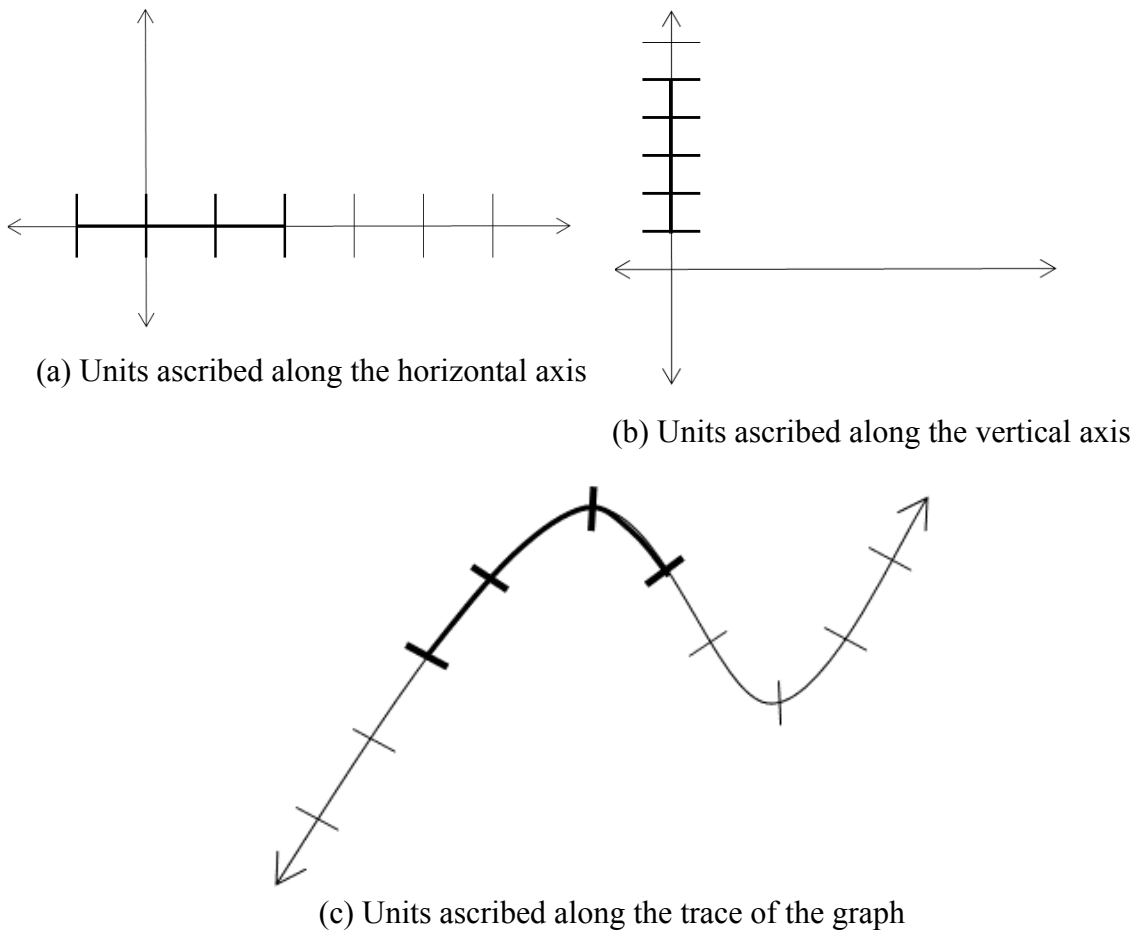 (a) Units ascribed along the horizontal axis
(b) Units ascribed along the vertical axis
(c) Units ascribed along the trace of the graph